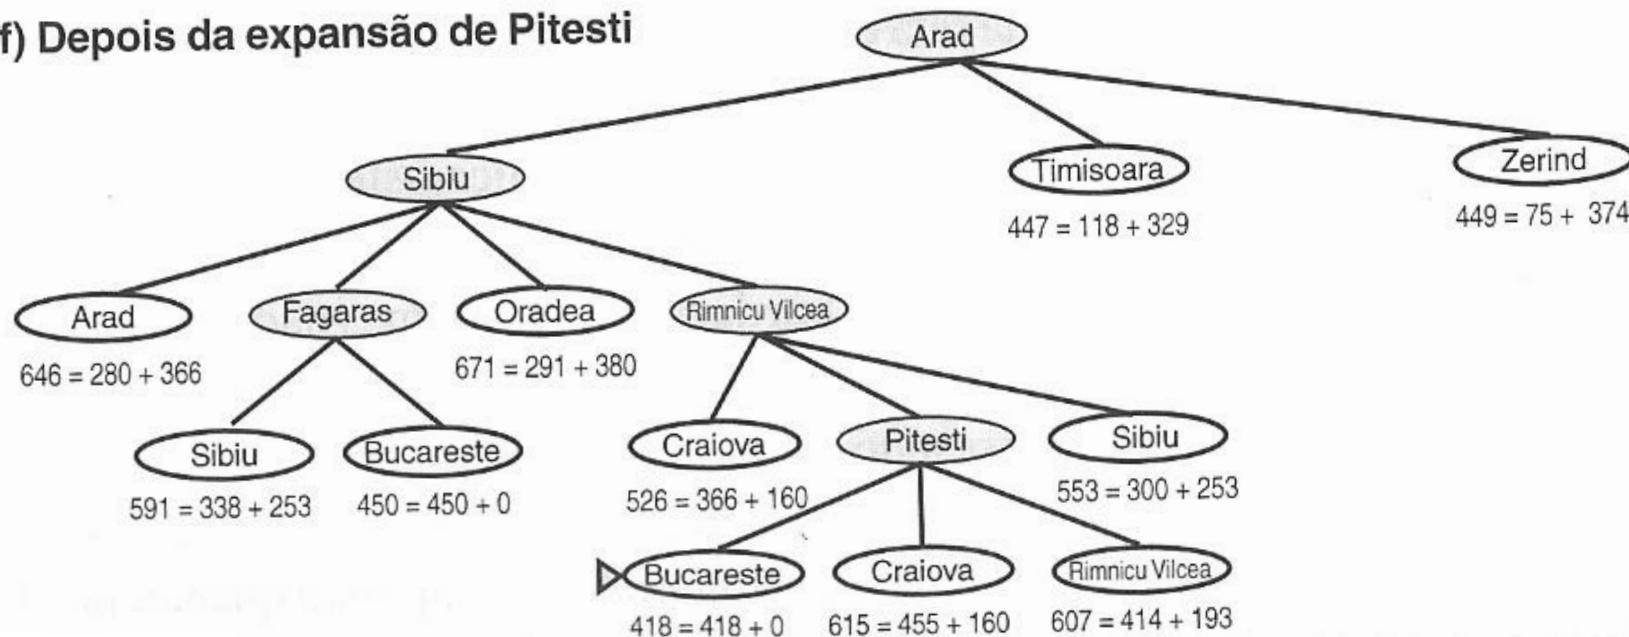 f) Depois da expansão de Pitesti
Arad
Sibiu
Timisoara
Zerind
447 = 118 + 329
449 = 75 + 374
Arad
Fagaras
Oradea
Rimnicu Vilcea
646 = 280 + 366
671 = 291 + 380
Sibiu
Bucareste
Craiova
Pitesti
Sibiu
591 = 338 + 253
450 = 450 + 0
526 = 366 + 160
553 = 300 + 253
Bucareste
Craiova
Rimnicu Vilcea
418 = 418 + 0
615 = 455 + 160
607 = 414 + 193